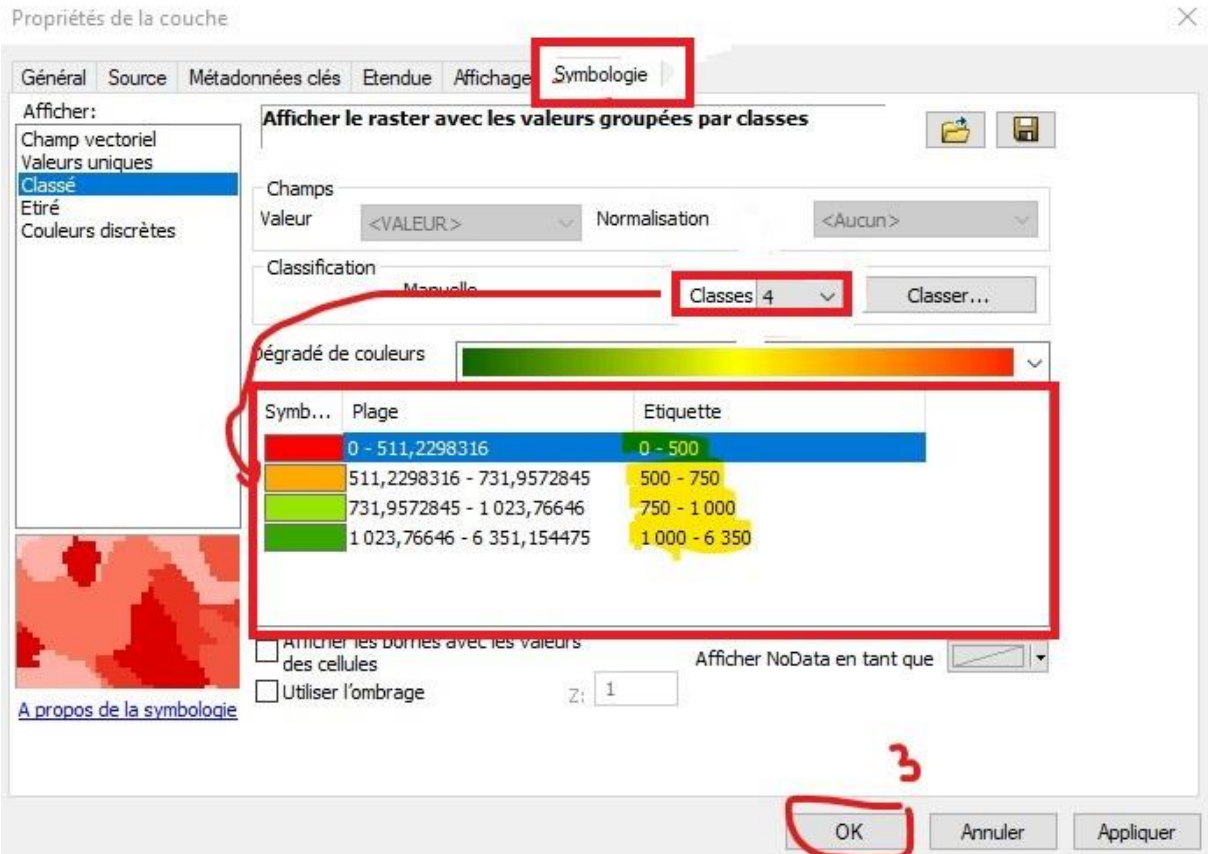 Propriétés de la couche
Général Source Métadonnées clés Etendue Affichage Symbologie
Afficher:
Champ vectoriel
Valeurs uniques
Classé
Etiré
Couleurs discrètes
Afficher le raster avec les valeurs groupées par classes
Champs
Valeur <VALEUR> Normalisation <Aucun>
Classification
Manuelle Classes 4 Classer...
Dégradé de couleurs
Symb... Plage Etiquette
0 - 511,2298316 0 - 500
511,2298316 - 731,9572845 500 - 750
731,9572845 - 1 023,76646 750 - 1 000
1 023,76646 - 6 351,154475 1 000 - 6 350
Afficher les bornes avec les valeurs
des cellules
Afficher NoData en tant que
Utiliser l'ombrage Z: 1
A propos de la symbologie
3
OK Annuler Appliquer